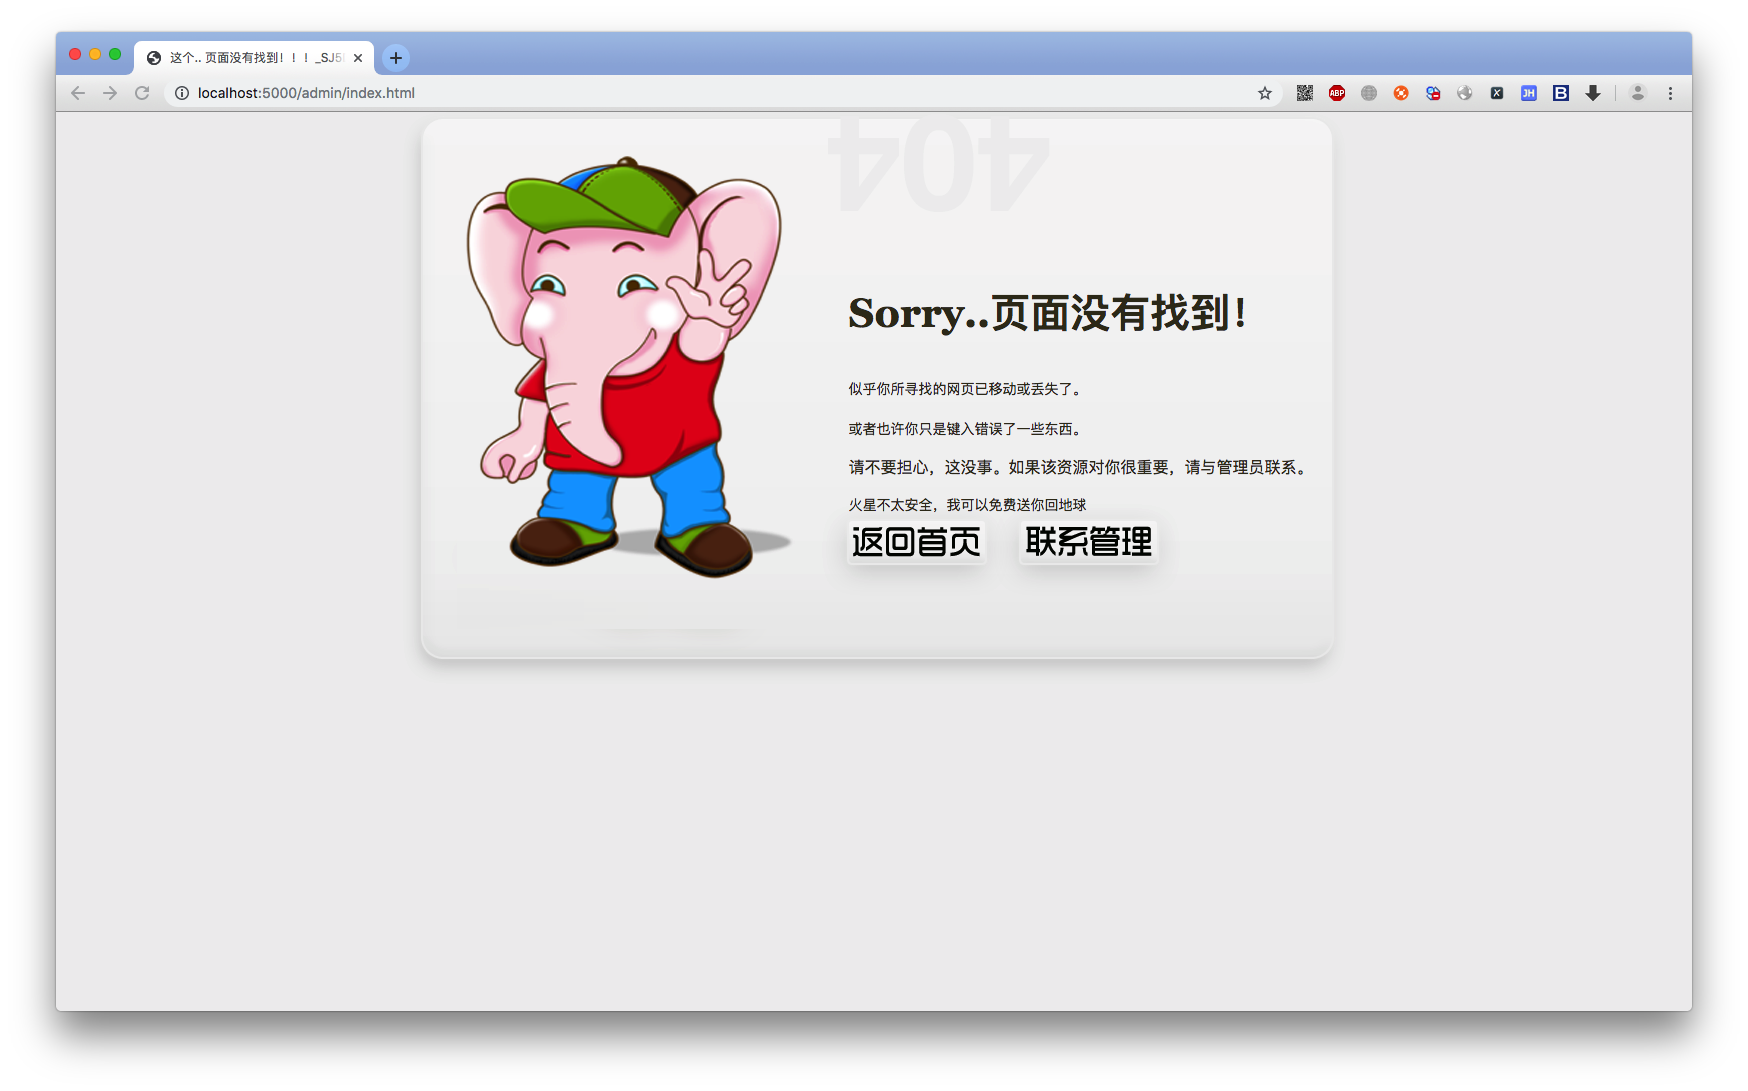 这个.. 页面没有找到！！！_SJ5
localhost:5000/admin/index.html
ABP
JH
B
404
Sorry..页面没有找到！
似乎你所寻找的网页已移动或丢失了。
或者也许你只是键入错误了一些东西。
请不要担心，这没事。如果该资源对你很重要，请与管理员联系。
火星不太安全，我可以免费送你回地球
返回首页 联系管理